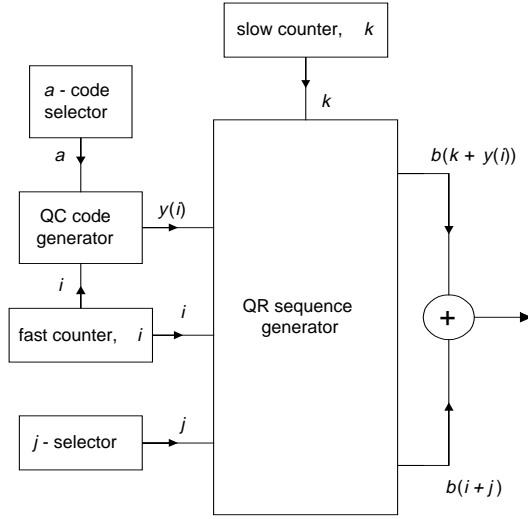 slow counter, k
k
a - code
selector
a
b(k + y(i))
QC code
generator
y(i)
i
fast counter, i
i
QR sequence
generator
+
j - selector
j
b(i + j)